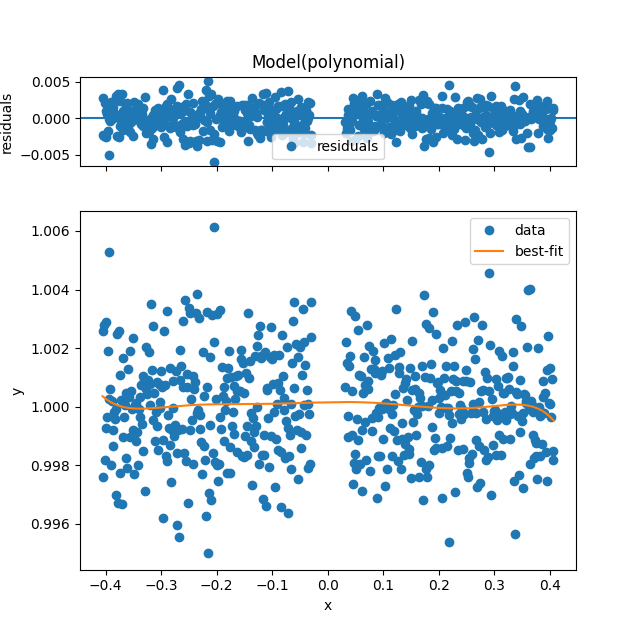 Model(polynomial)
residuals
0.005
0.000
−0.005
residuals
y
1.006
1.004
1.002
1.000
0.998
0.996
data
best-fit
−0.4 −0.3 −0.2 −0.1 0.0 0.1 0.2 0.3 0.4
x